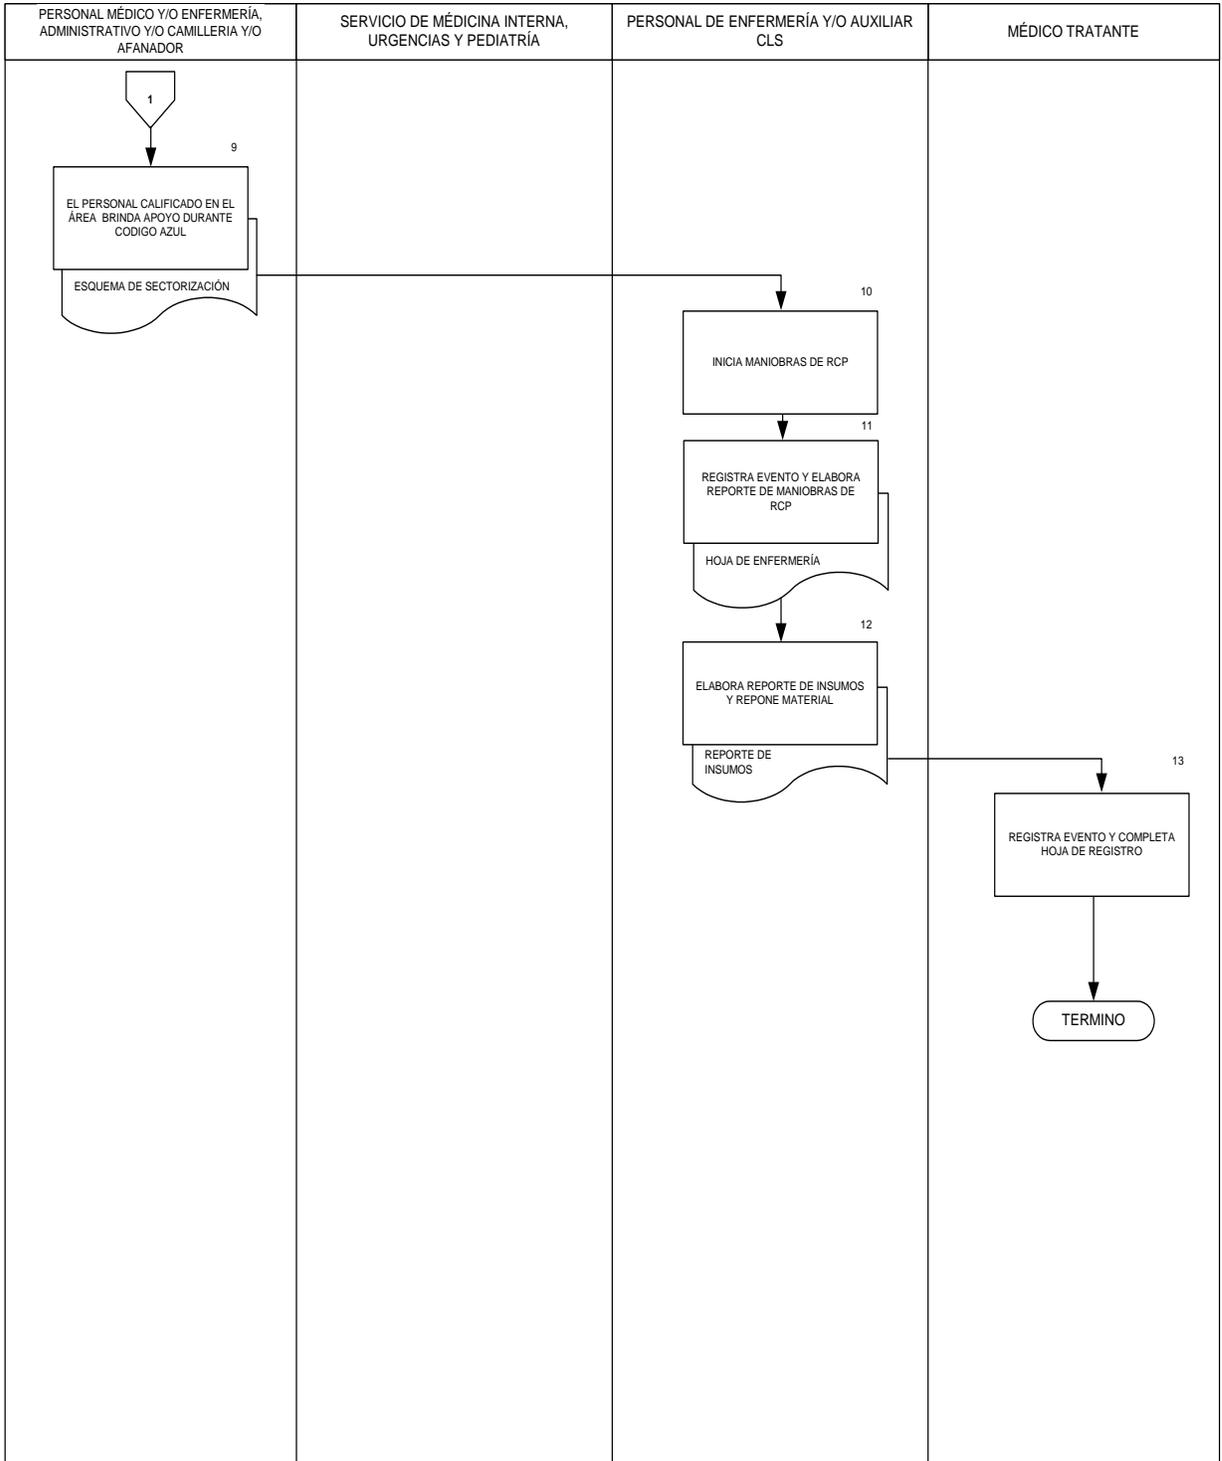 PERSONAL MÉDICO Y/O ENFERMERÍA,
ADMINISTRATIVO Y/O CAMILLERIA Y/O
AFANADOR
SERVICIO DE MÉDICINA INTERNA,
URGENCIAS Y PEDIATRÍA
PERSONAL DE ENFERMERÍA Y/O AUXILIAR
CLS
MÉDICO TRATANTE
1
9
EL PERSONAL CALIFICADO EN EL
ÁREA BRINDA APOYO DURANTE
CODIGO AZUL
ESQUEMA DE SECTORIZACIÓN
10
INICIA MANIOBRAS DE RCP
11
REGISTRA EVENTO Y ELABORA
REPORTE DE MANIOBRAS DE
RCP
HOJA DE ENFERMERÍA
12
ELABORA REPORTE DE INSUMOS
Y REPONE MATERIAL
REPORTE DE
INSUMOS
13
REGISTRA EVENTO Y COMPLETA
HOJA DE REGISTRO
TERMINO